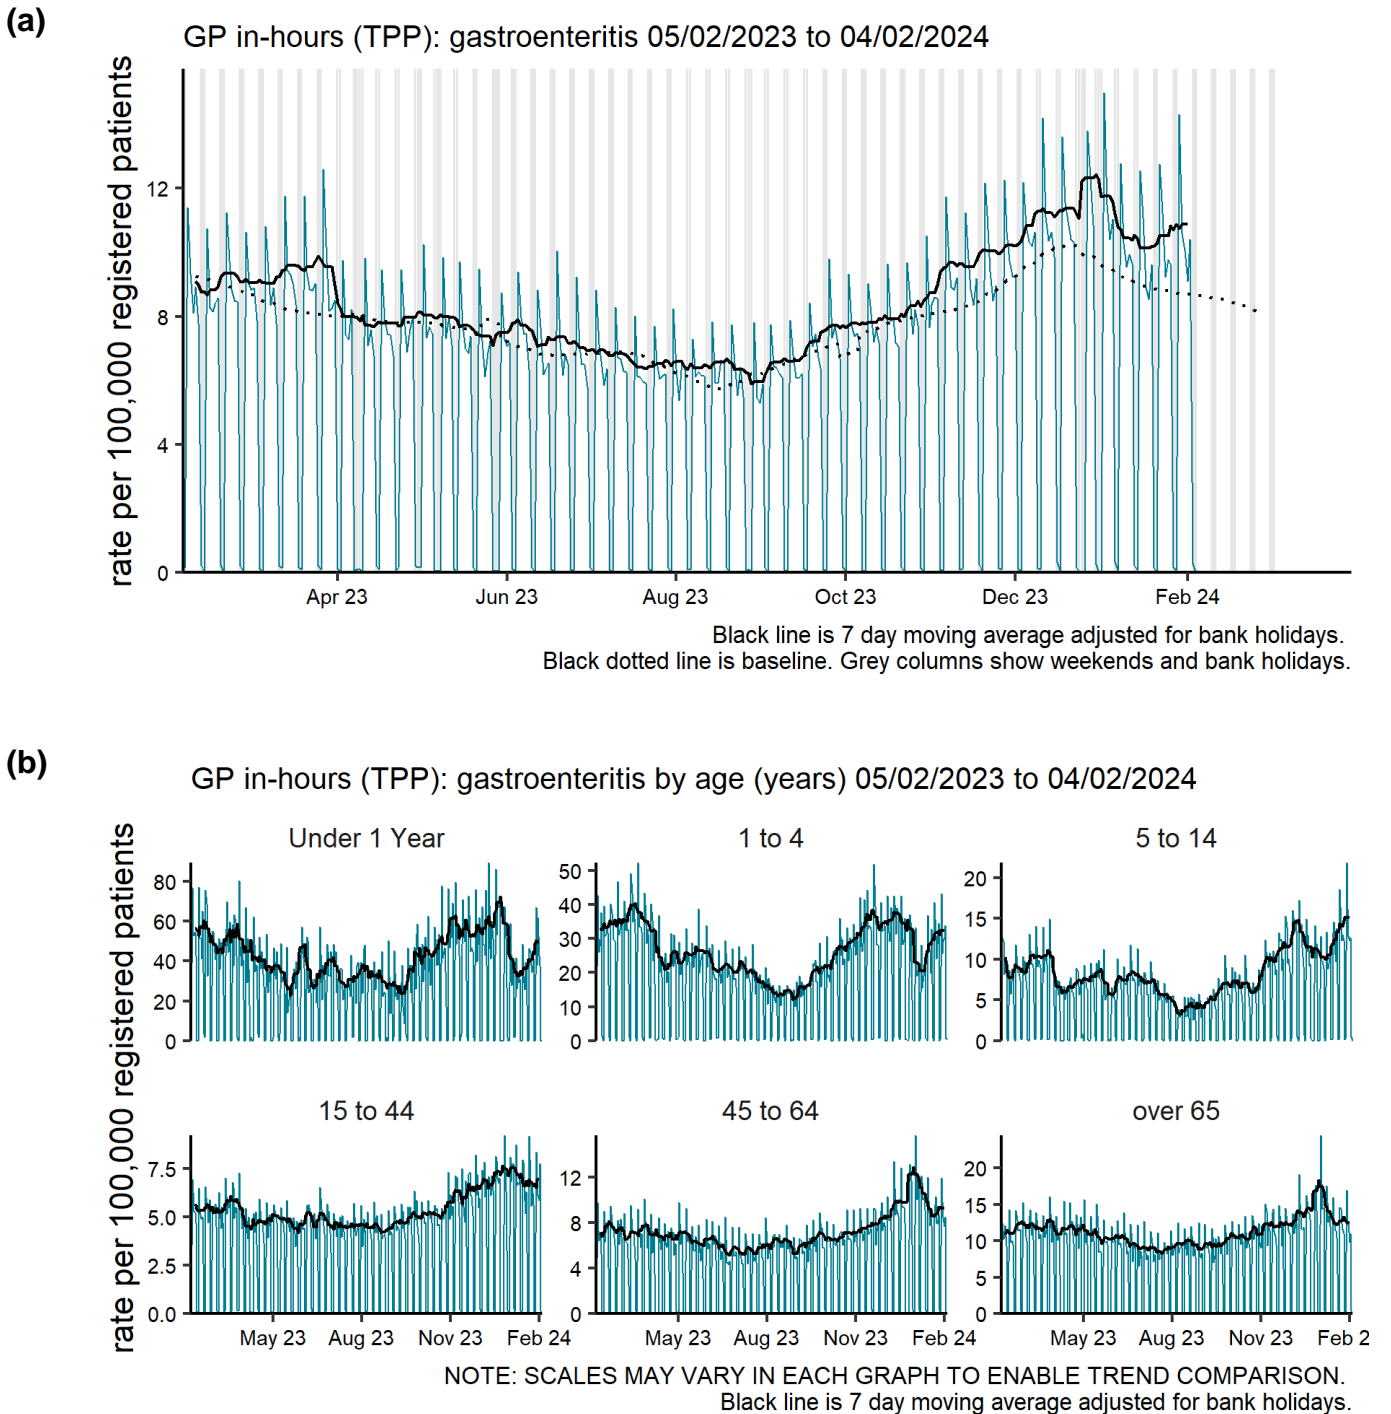 (a)
GP in-hours (TPP): gastroenteritis 05/02/2023 to 04/02/2024
rate per 100,000 registered patients
12
8
4
0
Apr 23
Jun 23
Aug 23
Oct 23
Dec 23
Feb 24
Black line is 7 day moving average adjusted for bank holidays.
Black dotted line is baseline. Grey columns show weekends and bank holidays.
(b)
GP in-hours (TPP): gastroenteritis by age (years) 05/02/2023 to 04/02/2024
rate per 100,000 registered patients
Under 1 Year
80
60
40
20
0
1 to 4
50
40
30
20
10
0
5 to 14
20
15
10
5
0
15 to 44
7.5
5.0
2.5
0.0
May 23
Aug 23
Nov 23
Feb 24
45 to 64
12
8
4
0
May 23
Aug 23
Nov 23
Feb 24
over 65
20
15
10
5
0
May 23
Aug 23
Nov 23
Feb 2
NOTE: SCALES MAY VARY IN EACH GRAPH TO ENABLE TREND COMPARISON.
Black line is 7 day moving average adjusted for bank holidays.